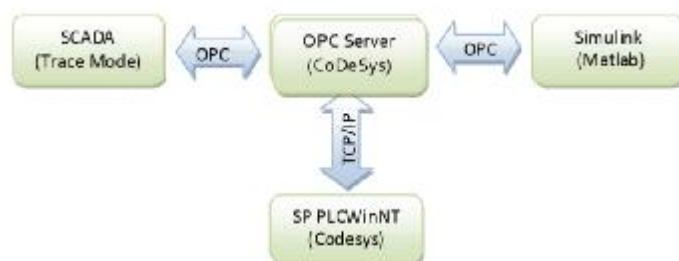 SCADA
(Trace Mode)
OPC
OPC Server
(CoDeSys)
OPC
Simulink
(Matlab)
TCP/IP
SP PLCWinNT
(Codesys)